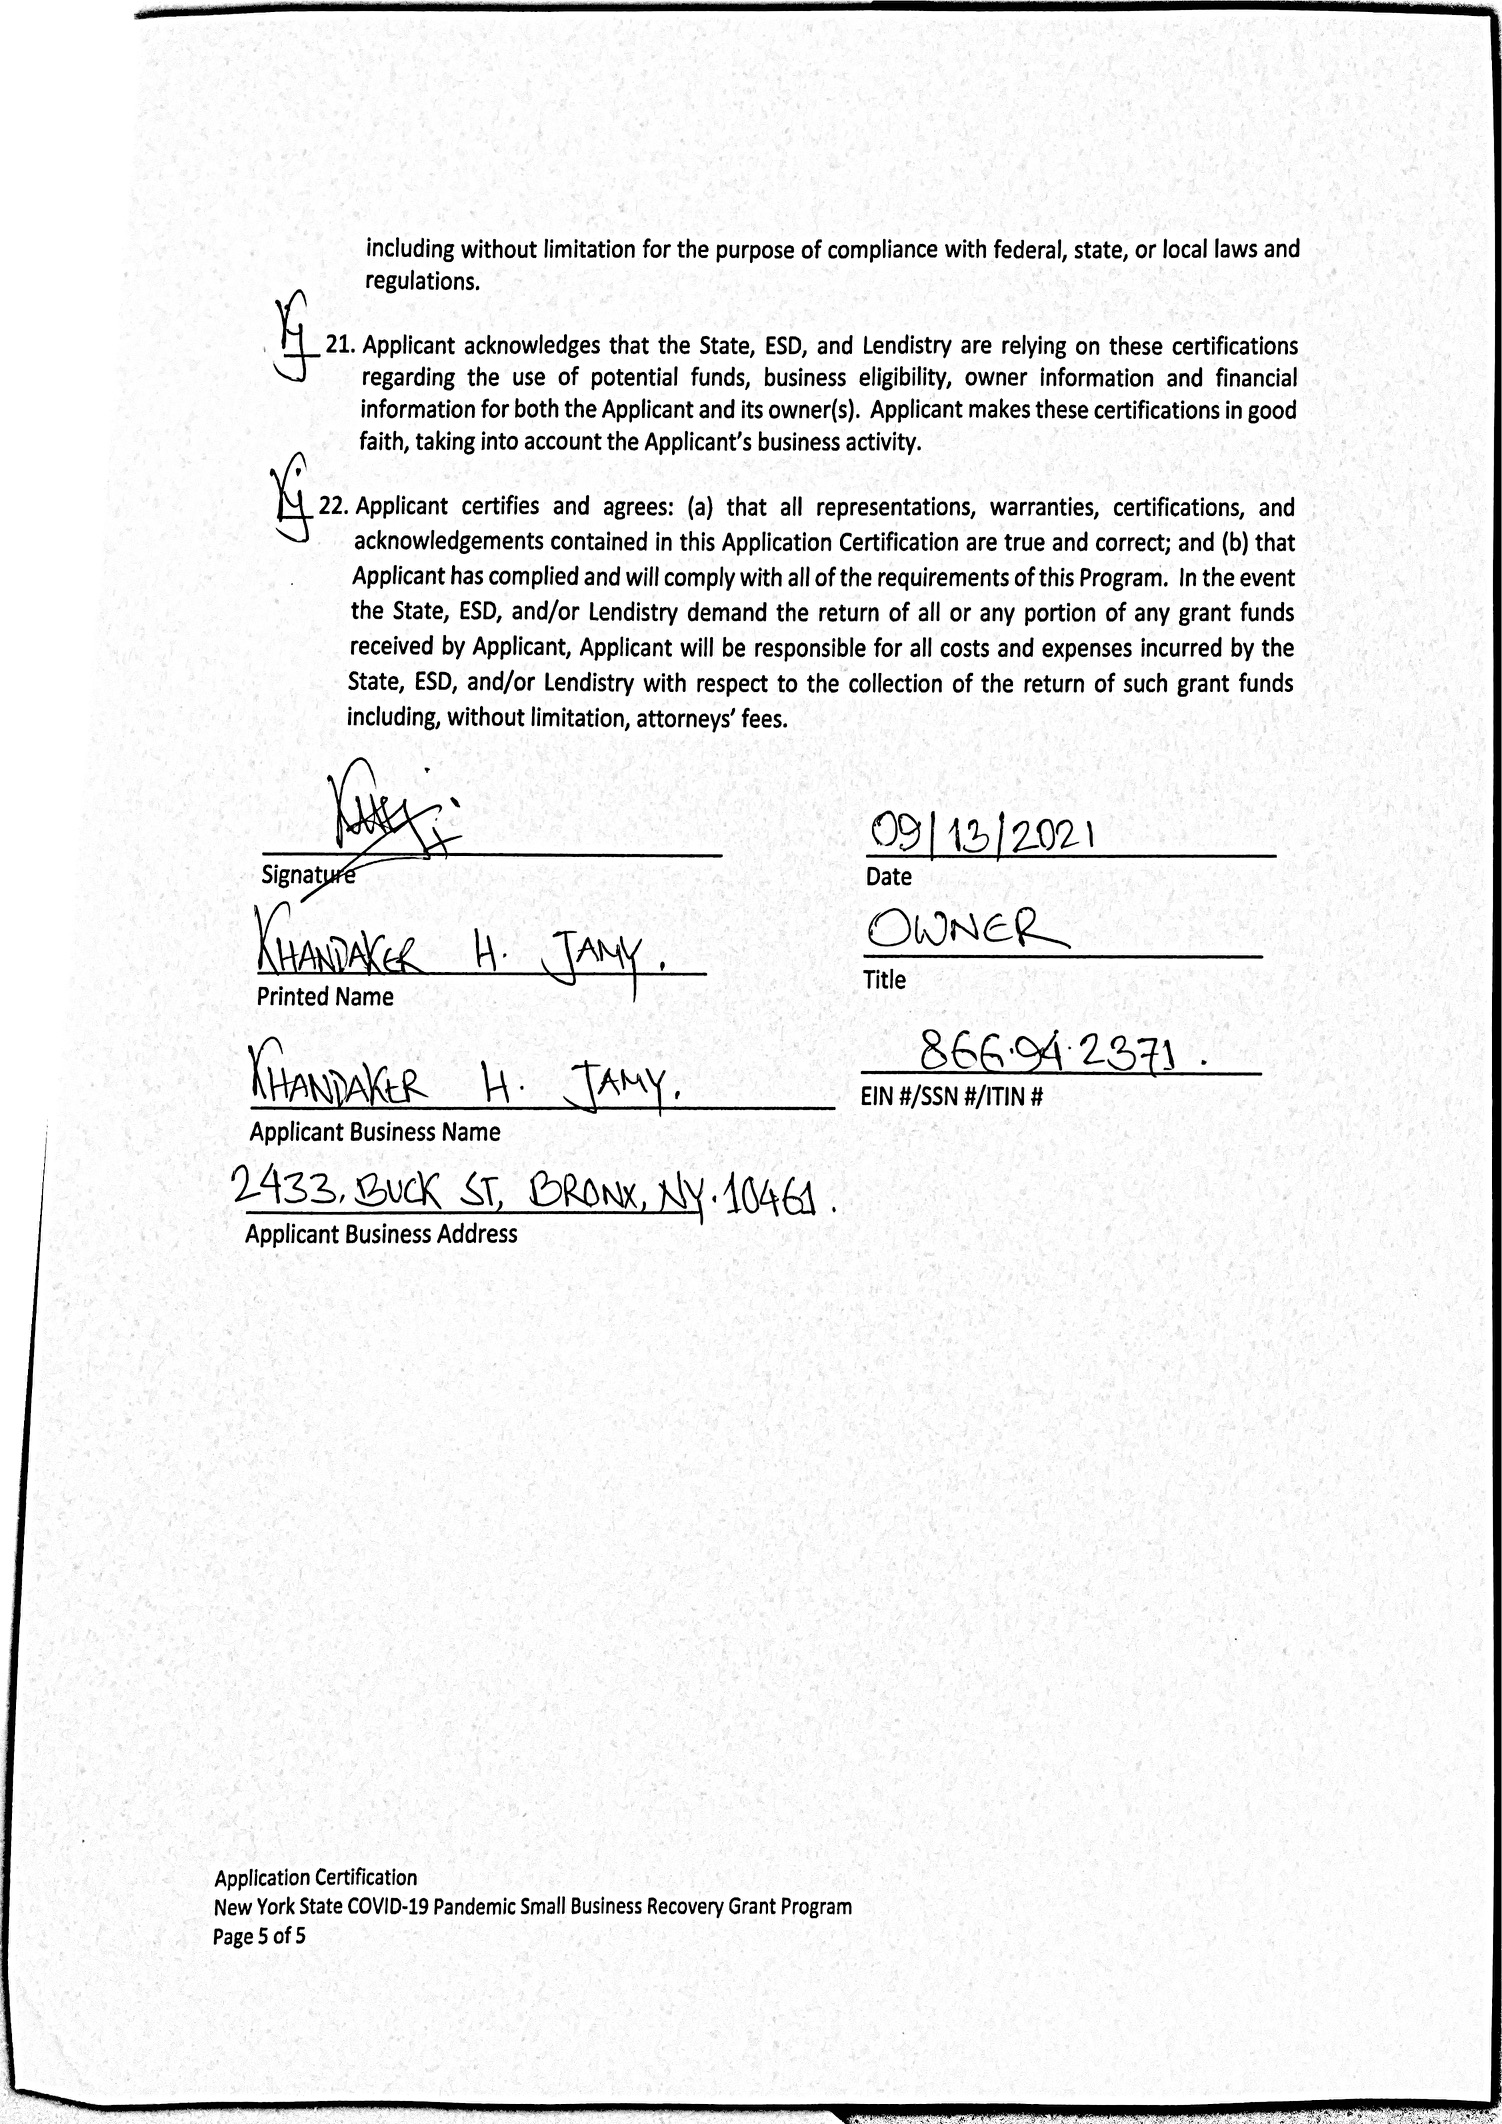 including without limitation for the purpose of compliance with federal, state, or local laws and
regulations.
KJ 21. Applicant acknowledges that the State, ESD, and Lendistry are relying on these certifications
regarding the use of potential funds, business eligibility, owner information and financial
information for both the Applicant and its owner(s). Applicant makes these certifications in good
faith, taking into account the Applicant's business activity.
KJ 22. Applicant certifies and agrees: (a) that all representations, warranties, certifications, and
acknowledgements contained in this Application Certification are true and correct; and (b) that
Applicant has complied and will comply with all of the requirements of this Program. In the event
the State, ESD, and/or Lendistry demand the return of all or any portion of any grant funds
received by Applicant, Applicant will be responsible for all costs and expenses incurred by the
State, ESD, and/or Lendistry with respect to the collection of the return of such grant funds
including, without limitation, attorneys' fees.
09/13/2021
Signature Date
KHANDAKER H. JAMY. OWNER
Printed Name Title
KHANDAKER H. JAMY. 866.94.2371.
Applicant Business Name EIN #/SSN #/ITIN #
2433, BUCK ST, BRONX, NY. 10461.
Applicant Business Address
Application Certification
New York State COVID-19 Pandemic Small Business Recovery Grant Program
Page 5 of 5